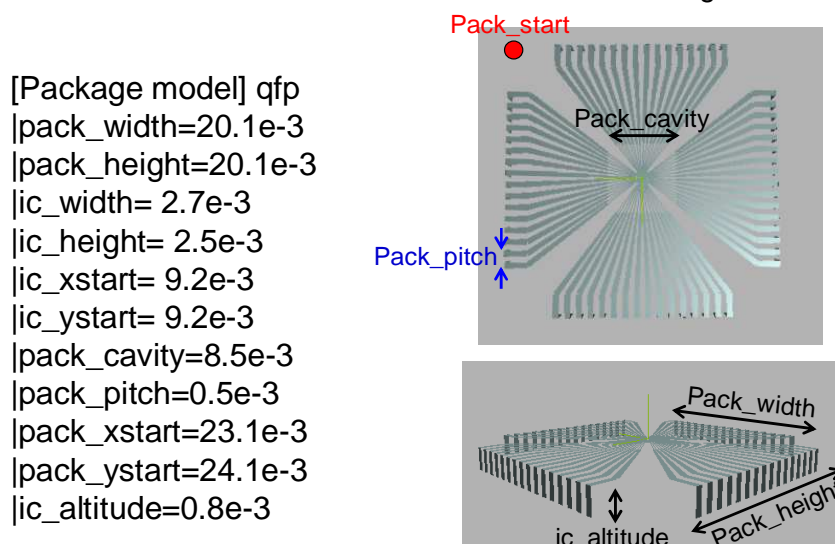 Pack_start
[Package model] qfp
|pack_width=20.1e-3
|pack_height=20.1e-3
|ic_width= 2.7e-3
|ic_height= 2.5e-3
|ic_xstart= 9.2e-3
|ic_ystart= 9.2e-3
|pack_cavity=8.5e-3
|pack_pitch=0.5e-3
|pack_xstart=23.1e-3
|pack_ystart=24.1e-3
|ic_altitude=0.8e-3
Pack_cavity
Pack_pitch
Pack_width
Pack_height
ic_altitude